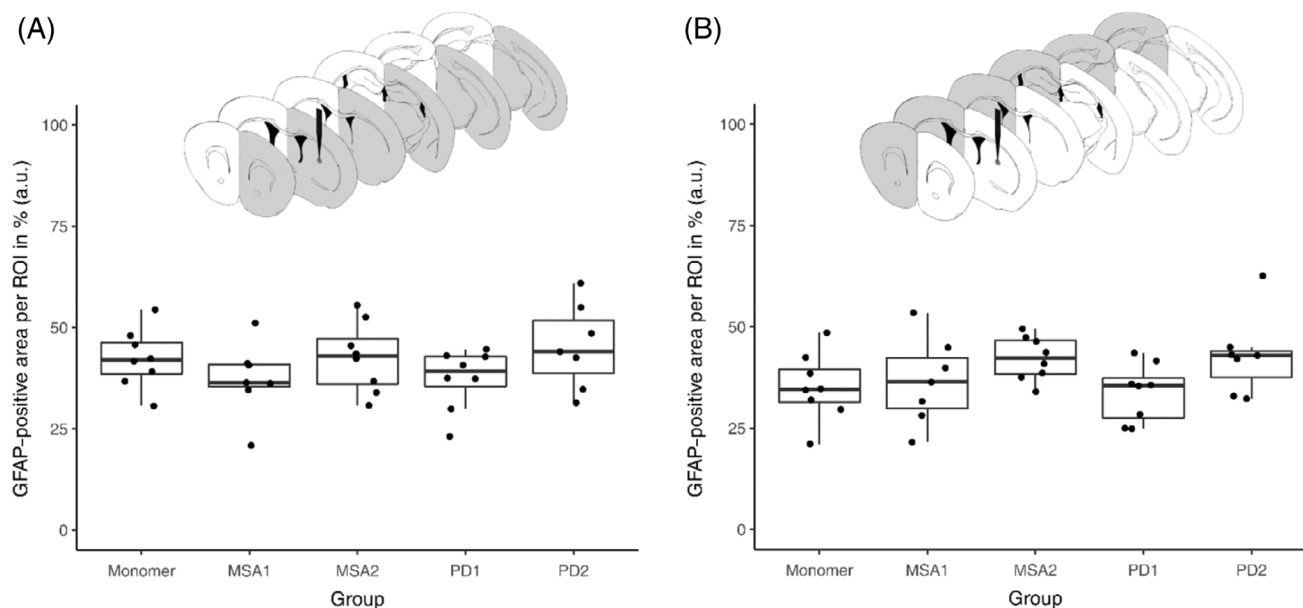 (A)
GFAP-positive area per ROI in % (a.u.)
100
75
50
25
0
Monomer MSA1 MSA2 PD1 PD2
Group
(B)
GFAP-positive area per ROI in % (a.u.)
100
75
50
25
0
Monomer MSA1 MSA2 PD1 PD2
Group